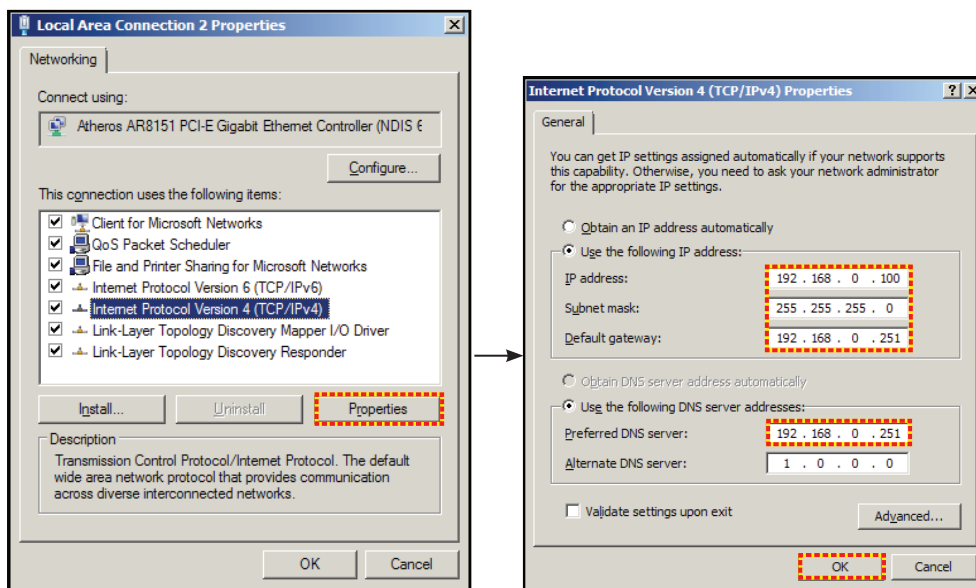 Local Area Connection 2 Properties
Networking
Connect using:
Atheros AR8151 PCI-E Gigabit Ethernet Controller (NDIS 6
Configure...
This connection uses the following items:
Client for Microsoft Networks
QoS Packet Scheduler
File and Printer Sharing for Microsoft Networks
Internet Protocol Version 6 (TCP/IPv6)
Internet Protocol Version 4 (TCP/IPv4)
Link-Layer Topology Discovery Mapper I/O Driver
Link-Layer Topology Discovery Responder
Install...
Uninstall
Properties
Description
Transmission Control Protocol/Internet Protocol. The default
wide area network protocol that provides communication
across diverse interconnected networks.
OK
Cancel
Internet Protocol Version 4 (TCP/IPv4) Properties
General
You can get IP settings assigned automatically if your network supports
this capability. Otherwise, you need to ask your network administrator
for the appropriate IP settings.
Obtain an IP address automatically
Use the following IP address:
IP address: 192 . 168 . 0 . 100
Subnet mask: 255 . 255 . 255 . 0
Default gateway: 192 . 168 . 0 . 251
Obtain DNS server address automatically
Use the following DNS server addresses:
Preferred DNS server: 192 . 168 . 0 . 251
Alternate DNS server: 1 . 0 . 0 . 0
Validate settings upon exit
Advanced...
OK
Cancel